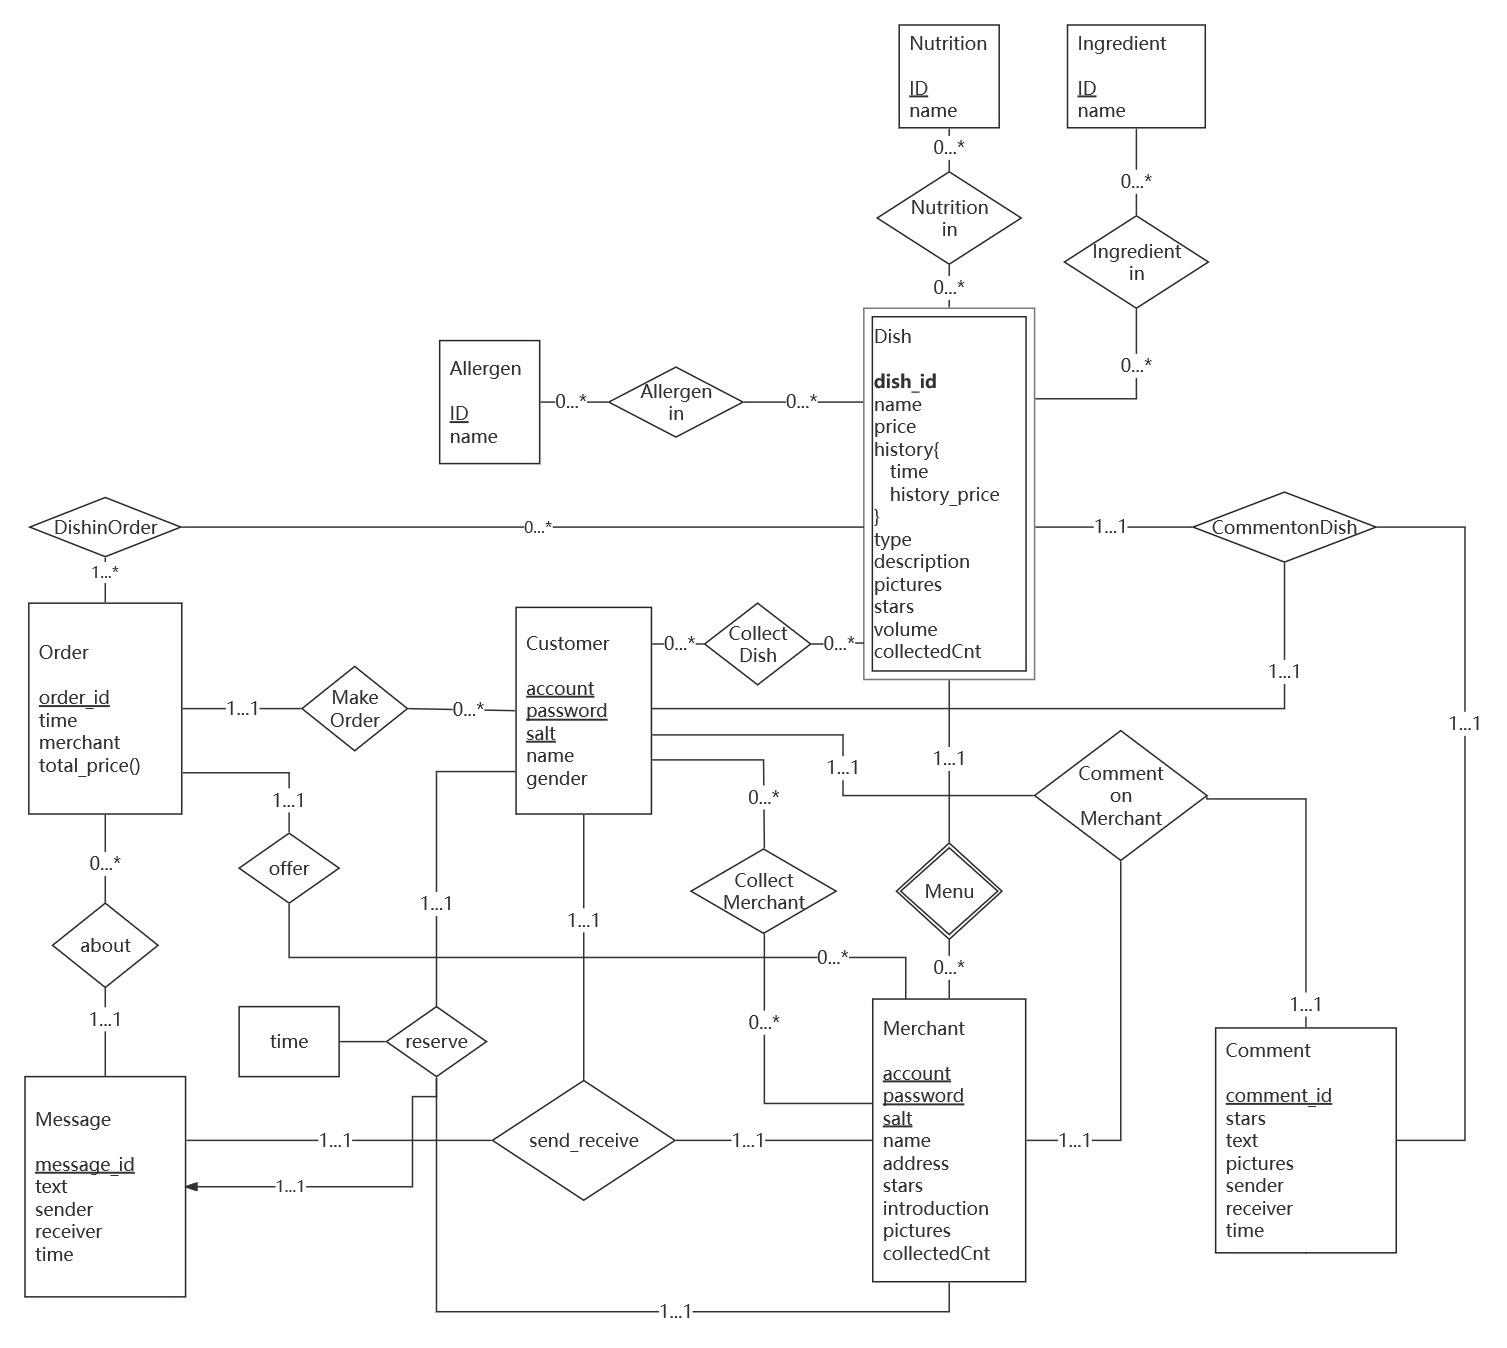 Nutrition
ID
name
Ingredient
ID
name
0...*
0...*
Nutrition
in
Ingredient
in
0...*
0...*
Allergen
ID
name
0...*
Allergen
in
0...*
Dish
dish_id
name
price
history{
time
history_price
}
type
description
pictures
stars
volume
collectedCnt
DishinOrder
0...*
1...1
CommentonDish
1...*
1...1
1...1
Order
order_id
time
merchant
total_price()
1...1
Make
Order
0...*
Customer
account
password
salt
name
gender
0...*
Collect
Dish
0...*
1...1
1...1
0...*
Comment
on
Merchant
1...1
offer
0...*
about
1...1
1...1
1...1
Collect
Merchant
Menu
0...*
0...*
0...*
1...1
time
reserve
Message
message_id
text
sender
receiver
time
1...1
send_receive
1...1
1...1
Merchant
account
password
salt
name
address
stars
introduction
pictures
collectedCnt
1...1
Comment
comment_id
stars
text
pictures
sender
receiver
time
1...1